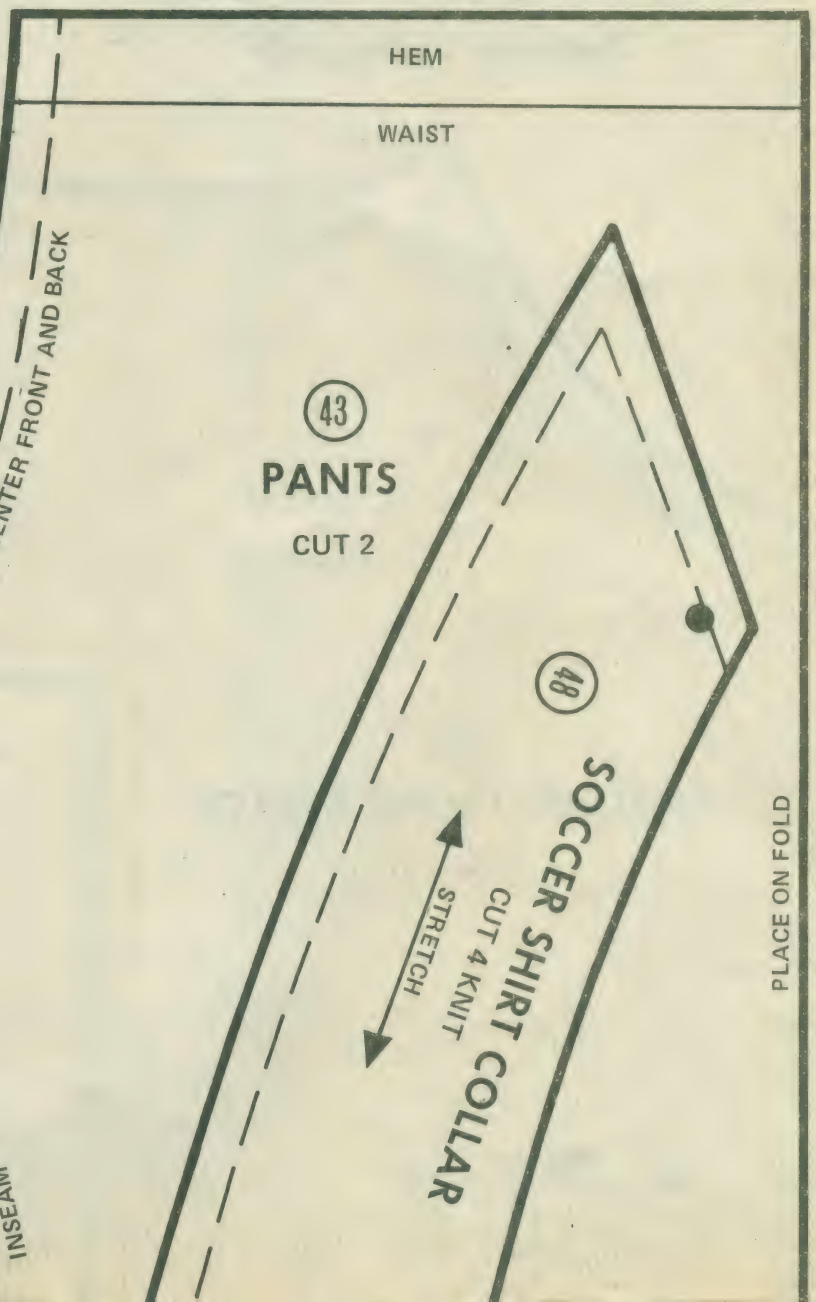 HEM
WAIST
ENTER FRONT AND BACK
43
PANTS
CUT 2
48
SOCCER SHIRT COLLAR
CUT 4 KNIT
STRETCH
PLACE ON FOLD
INSEAM